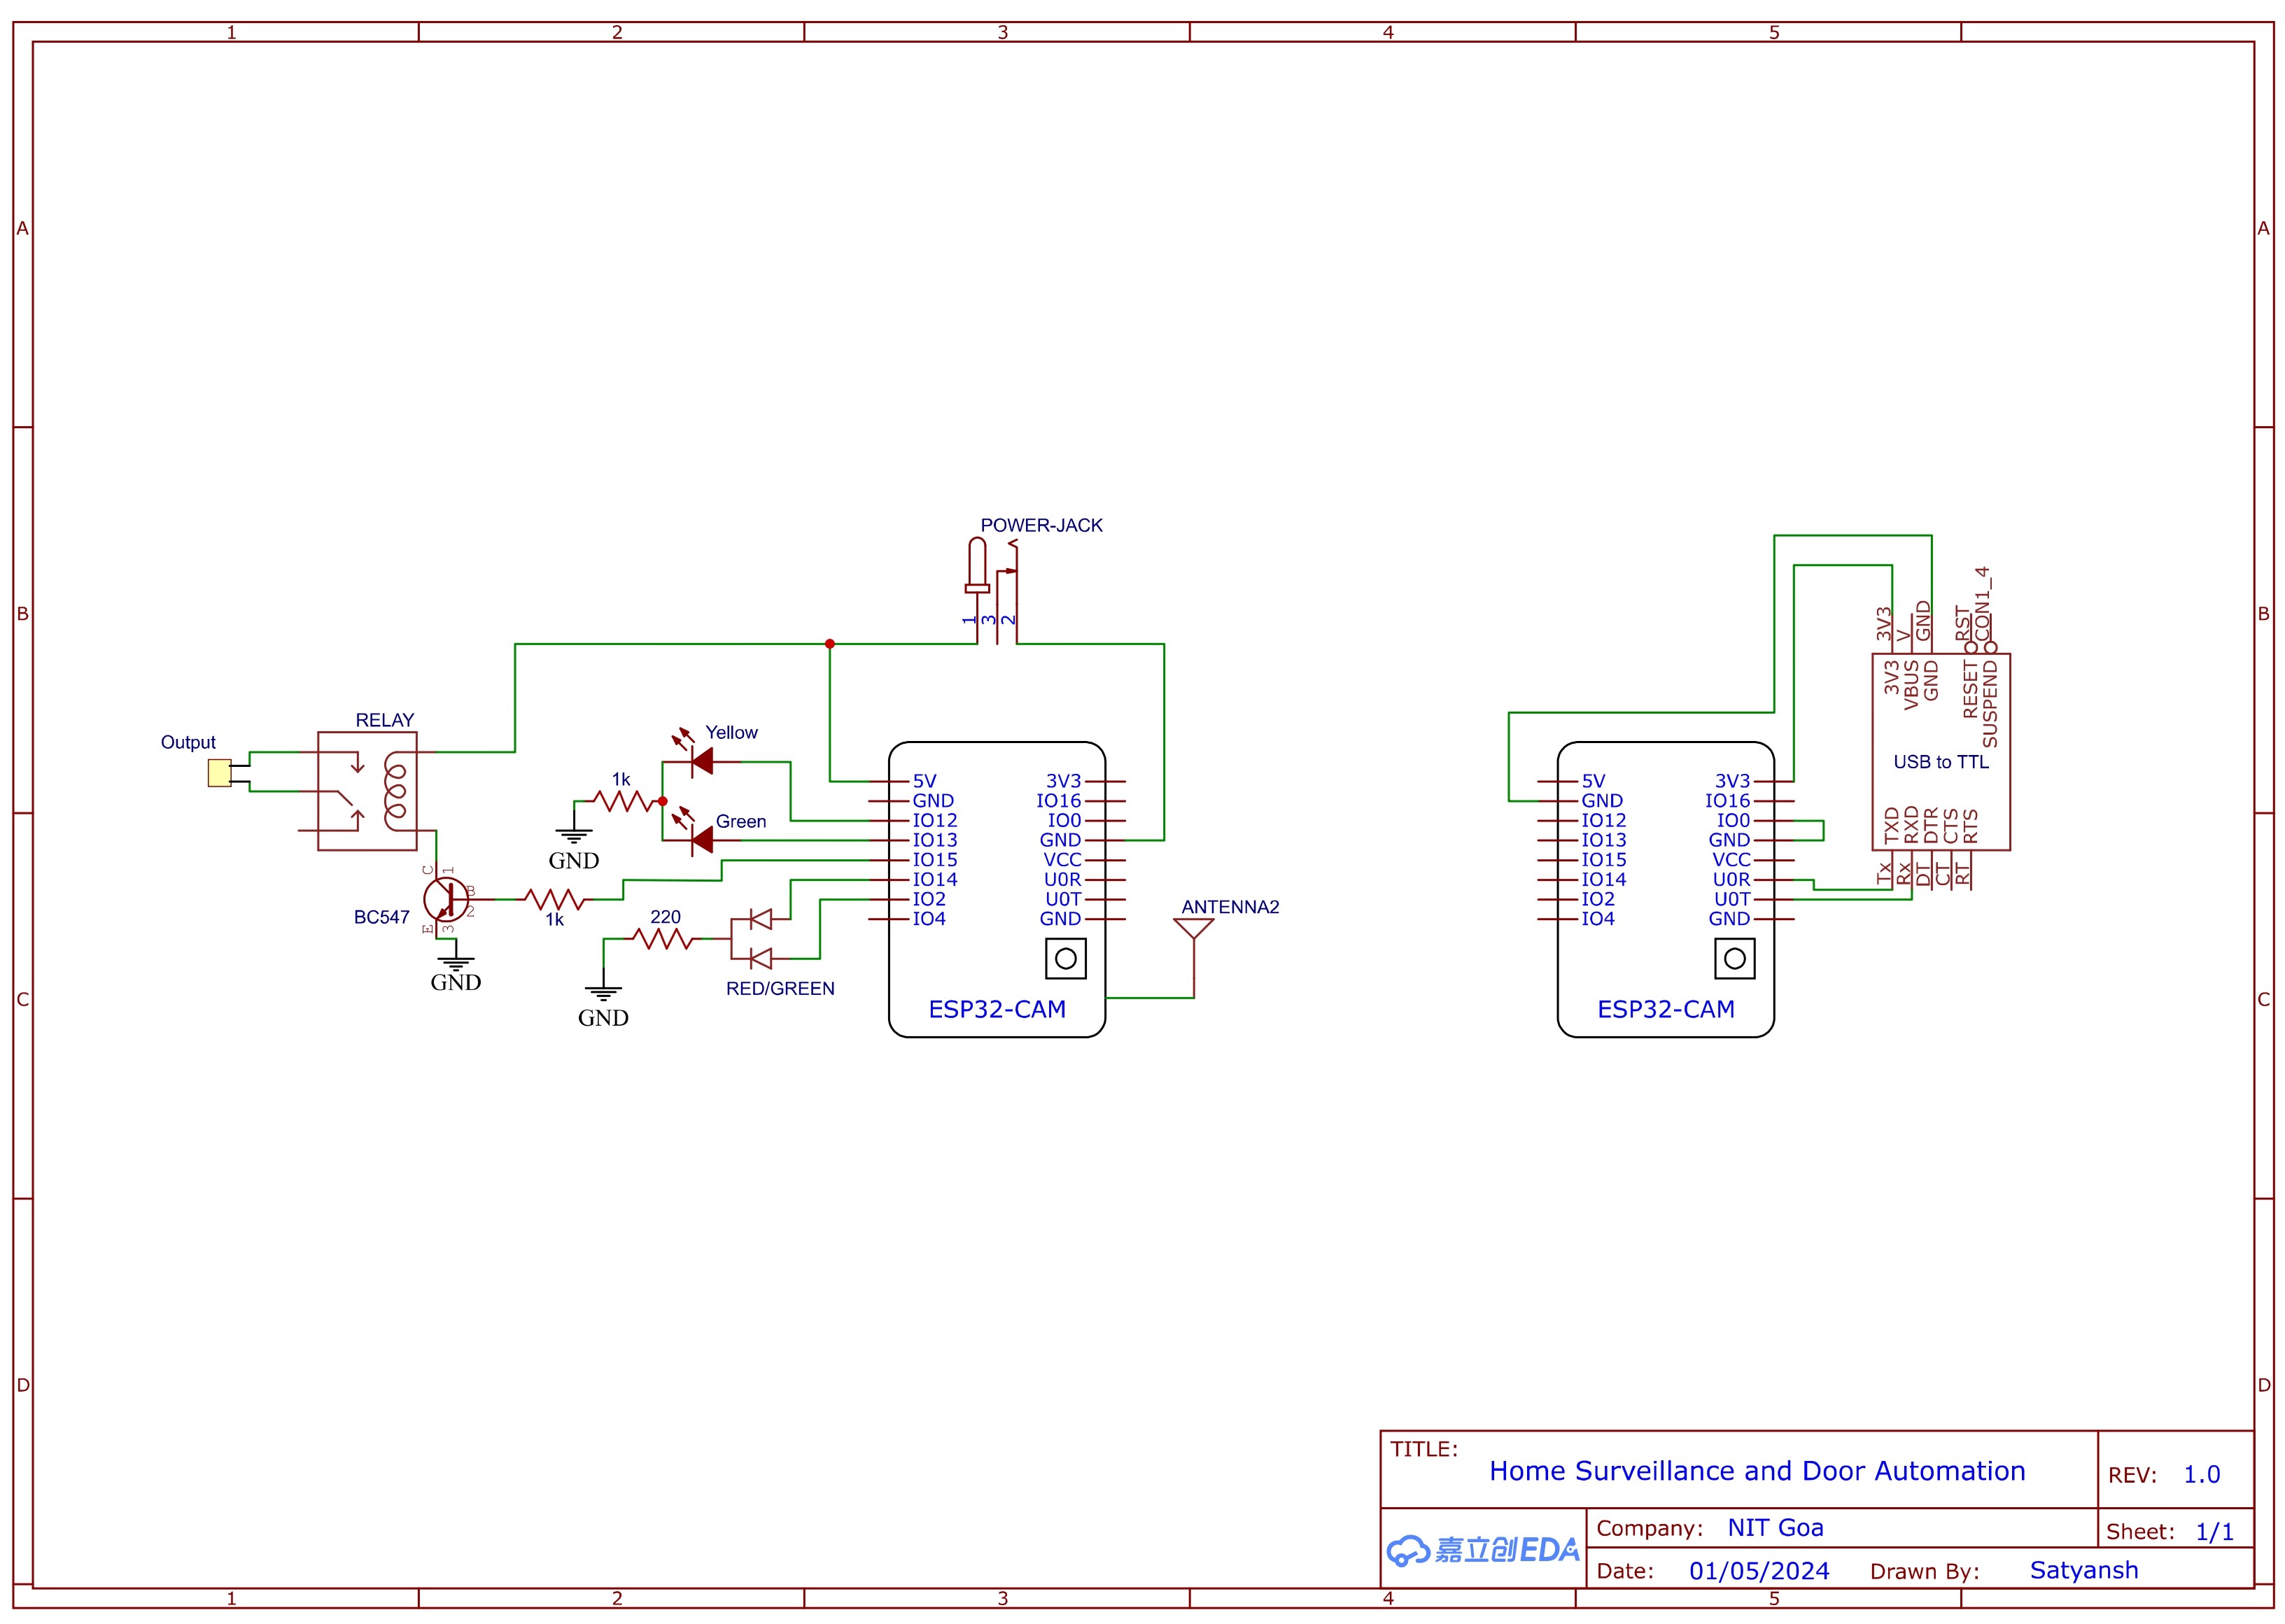 1 2 3 4 5
A A
B B
C C
D D
1 2 3 4 5
POWER-JACK
1 3 2
RELAY
Output
Yellow
1k
Green
GND
C 1
B
2
E 3
BC547
1k
GND
220
RED/GREEN
GND
5V 3V3
GND IO16
IO12 IO0
IO13 GND
IO15 VCC
IO14 U0R
IO2 U0T
IO4 GND
ESP32-CAM
ANTENNA2
5V 3V3
GND IO16
IO12 IO0
IO13 GND
IO15 VCC
IO14 U0R
IO2 U0T
IO4 GND
ESP32-CAM
3V3 V GND RST CON1_4
3V3 VBUS GND RESET SUSPEND
USB to TTL
TXD RXD DTR CTS RTS
Tx Rx DT CT RT
TITLE:
Home Surveillance and Door Automation
REV: 1.0
嘉立创EDA
Company: NIT Goa
Sheet: 1/1
Date: 01/05/2024 Drawn By: Satyansh